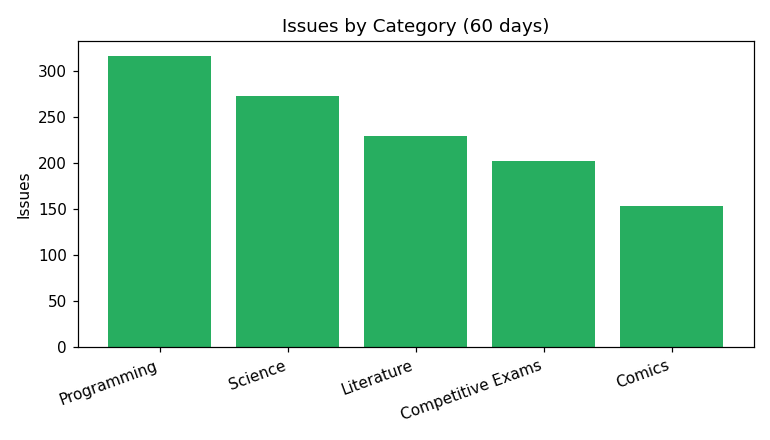 Issues by Category (60 days)
Issues
300
250
200
150
100
50
0
Programming
Science
Literature
Competitive Exams
Comics